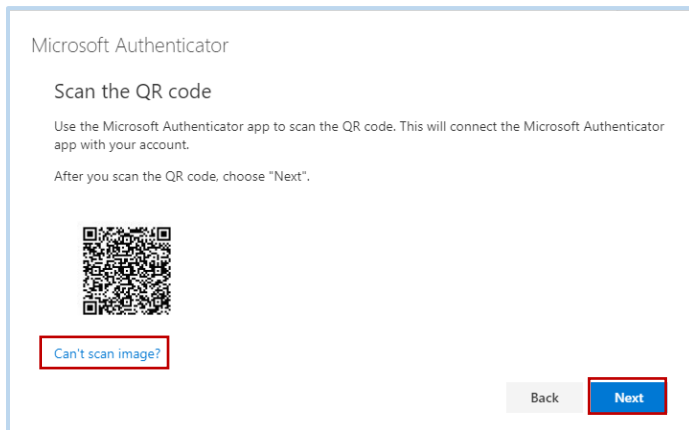 Microsoft Authenticator
Scan the QR code
Use the Microsoft Authenticator app to scan the QR code. This will connect the Microsoft Authenticator
app with your account.
After you scan the QR code, choose "Next".
Can't scan image?
Back
Next